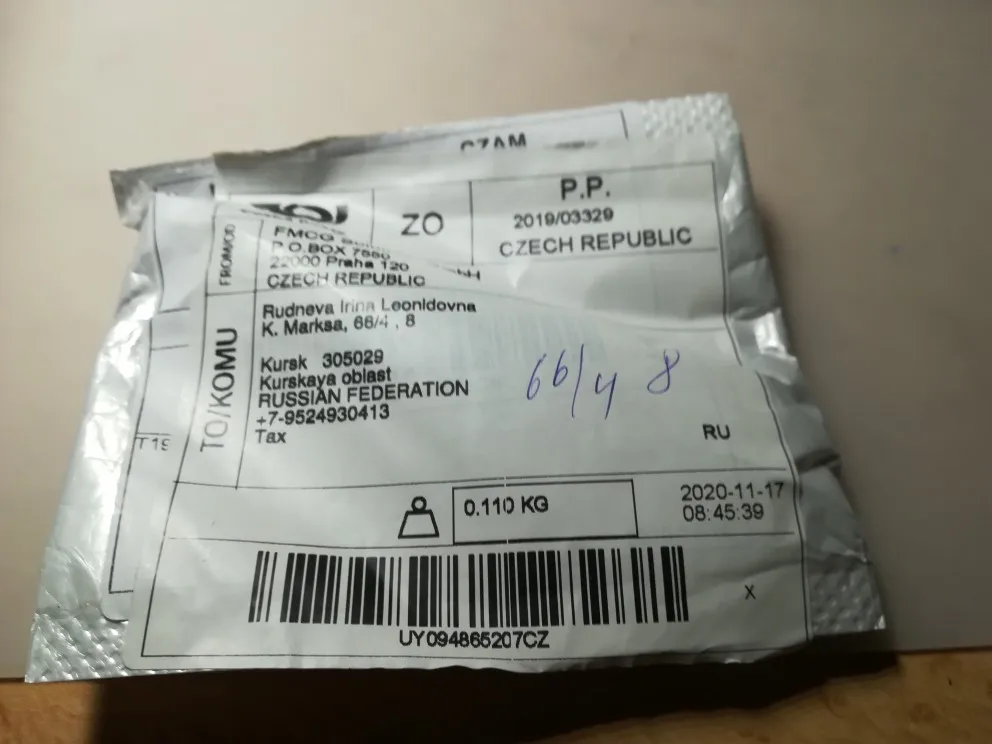 ZO
P.P.
2019/03329
CZECH REPUBLIC
FROM/OD
FMCG
P.O.BOX
22000 Praha 120
CZECH REPUBLIC
TO/KOMU
Rudneva Irina Leonidovna
K. Marksa, 66/4 , 8
Kursk 305029
Kurskaya oblast
RUSSIAN FEDERATION
+7-9524930413
Tax
66/4 8
RU
0.110 KG
2020-11-17
08:45:39
X
UY094865207CZ